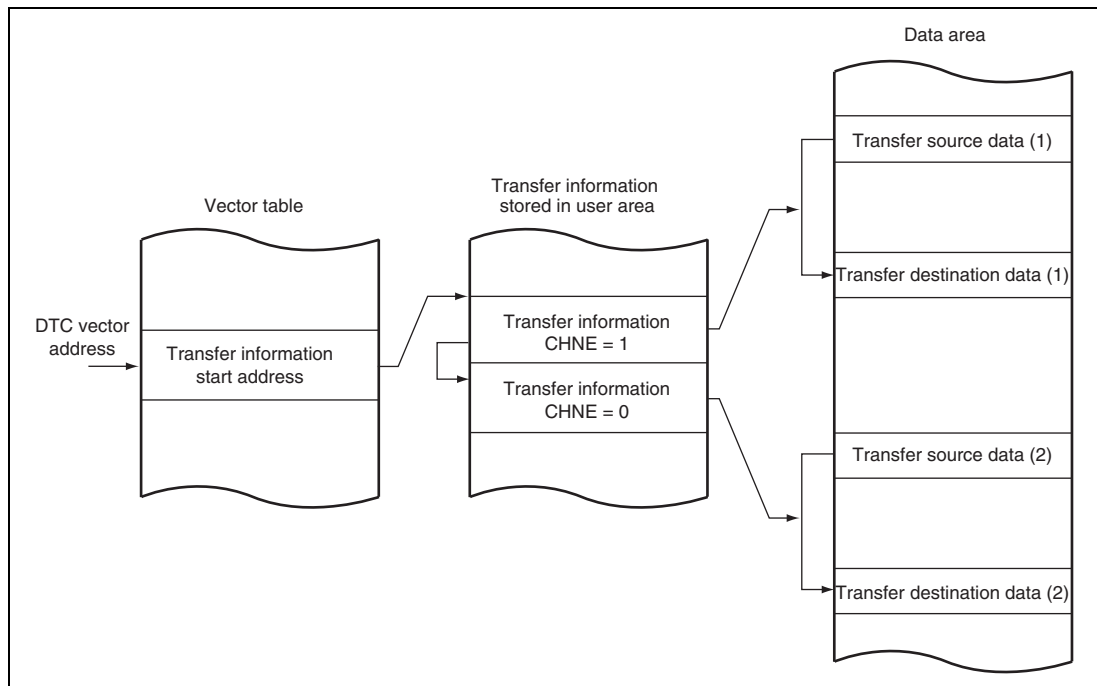 Data area
Transfer source data (1)
Transfer destination data (1)
Transfer source data (2)
Transfer destination data (2)
Transfer information
stored in user area
Transfer information
CHNE = 1
Transfer information
CHNE = 0
Vector table
DTC vector
address
Transfer information
start address